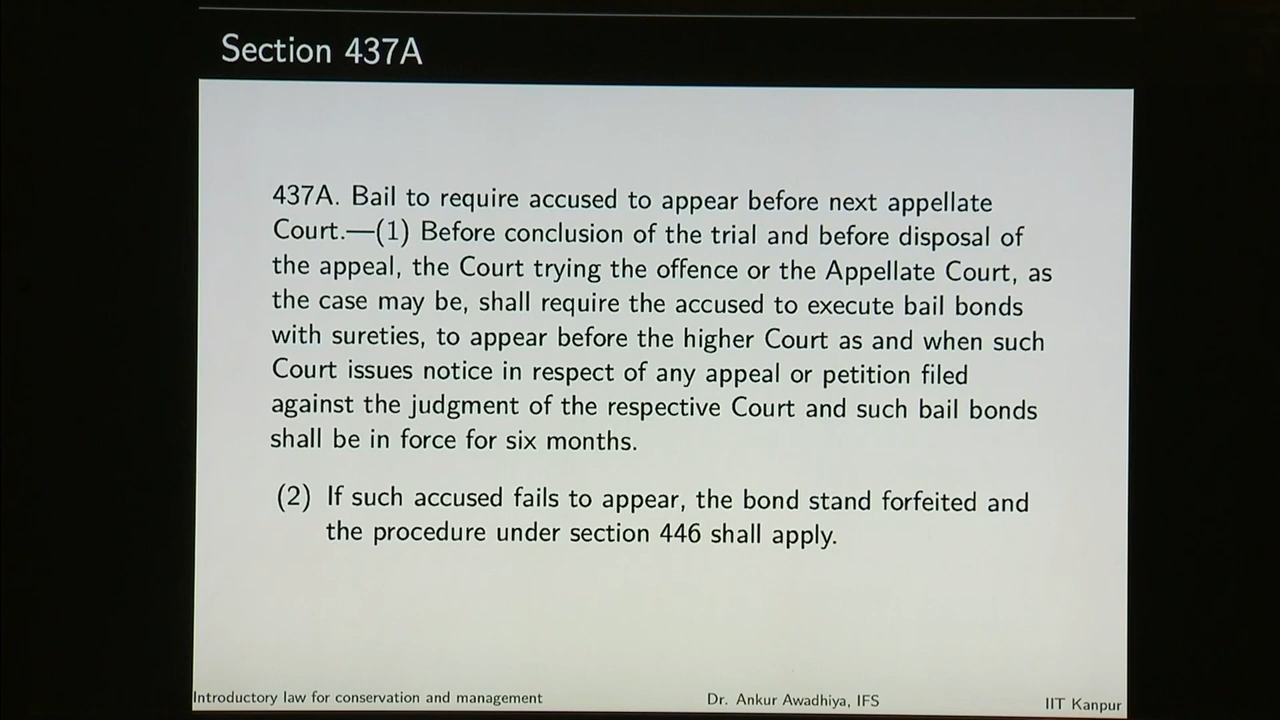 Section 437A
437A. Bail to require accused to appear before next appellate
Court.—(1) Before conclusion of the trial and before disposal of
the appeal, the Court trying the offence or the Appellate Court, as
the case may be, shall require the accused to execute bail bonds
with sureties, to appear before the higher Court as and when such
Court issues notice in respect of any appeal or petition filed
against the judgment of the respective Court and such bail bonds
shall be in force for six months.
(2) If such accused fails to appear, the bond stand forfeited and
the procedure under section 446 shall apply.
Introductory law for conservation and management Dr. Ankur Awadhiya, IFS IIT Kanpur